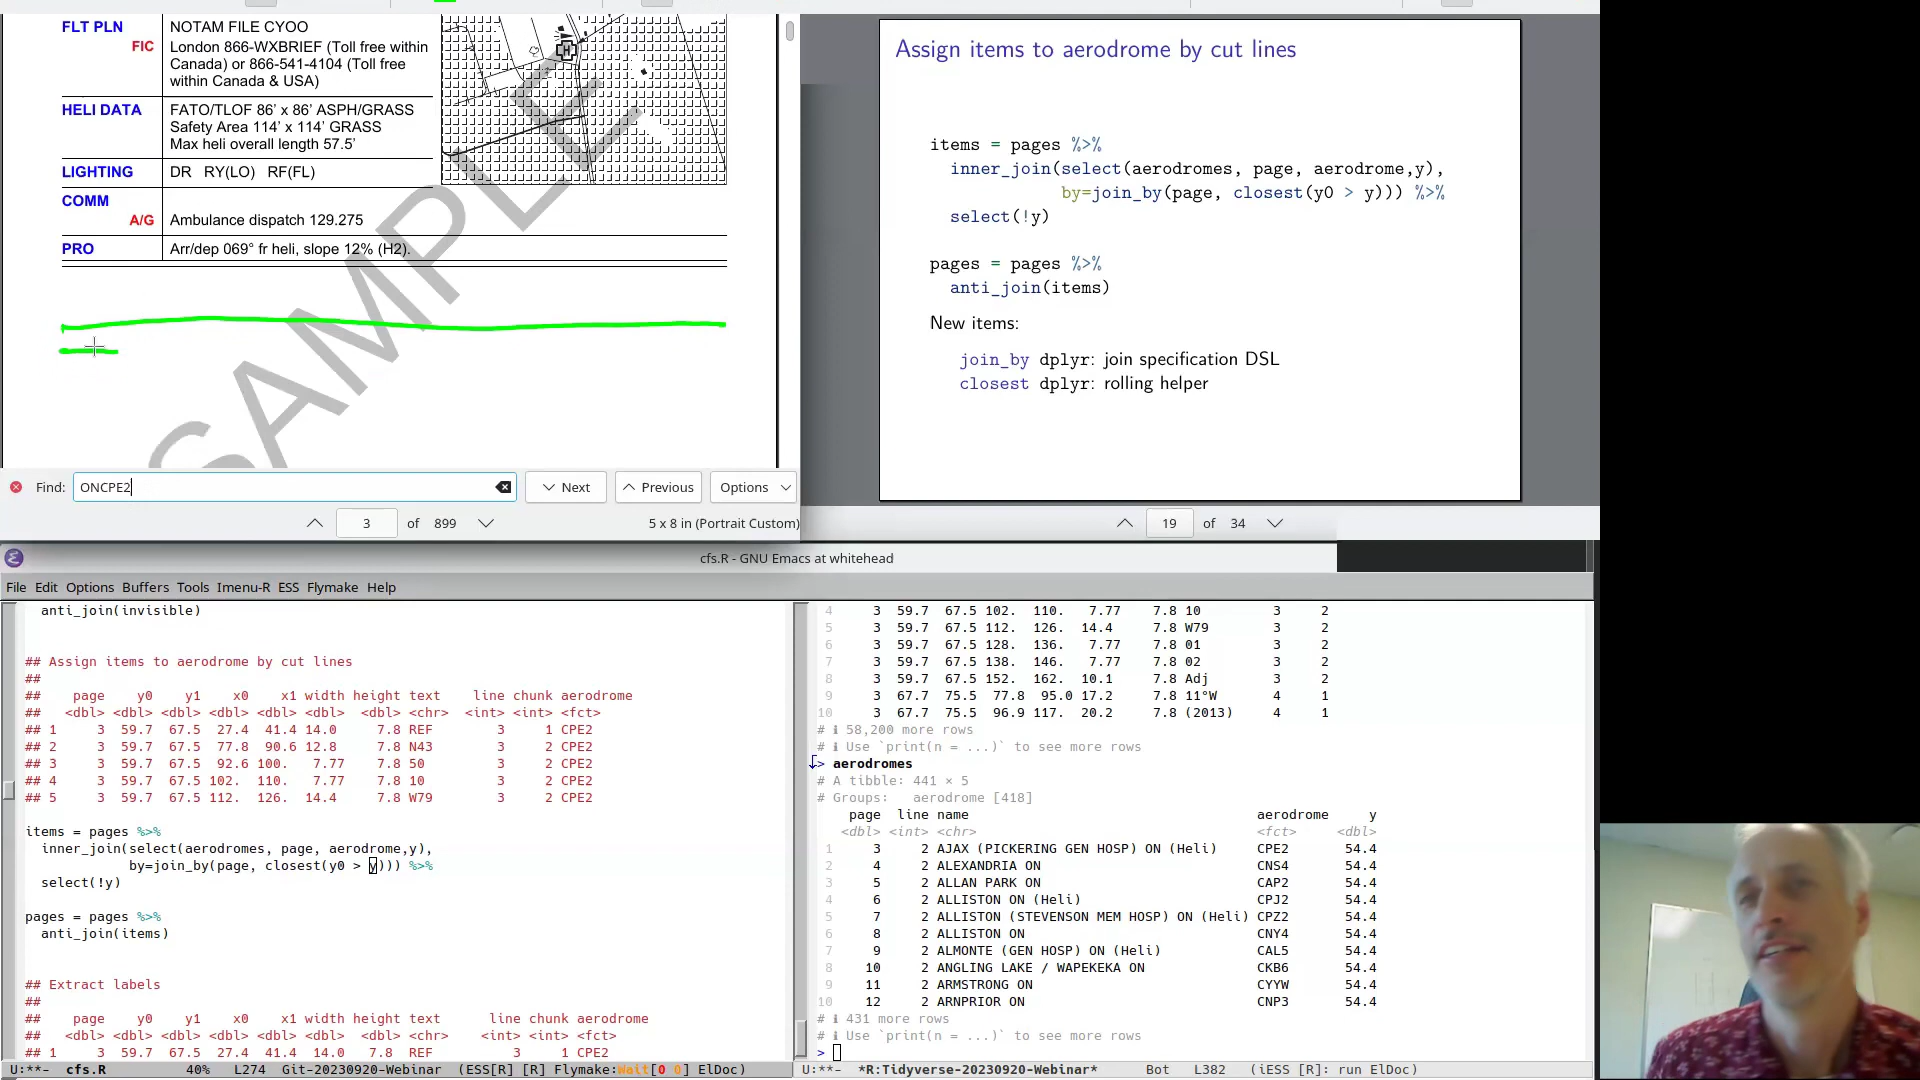 FLT PLN NOTAM FILE CYOO
FIC London 866-WXBRIEF (Toll free within
Canada) or 866-541-4104 (Toll free
within Canada & USA)
HELI DATA FATO/TLOF 86' x 86' ASPH/GRASS
Safety Area 114' x 114' GRASS
Max heli overall length 57.5'
LIGHTING DR RY(LO) RF(FL)
COMM
A/G Ambulance dispatch 129.275
PRO Arr/dep 069° fr heli, slope 12% (H2).
SAMPLE
H
Find: ONCPE2 Next Previous Options
3 of 899 5 x 8 in (Portrait Custom)
Assign items to aerodrome by cut lines
items = pages %>%
inner_join(select(aerodromes, page, aerodrome,y),
by=join_by(page, closest(y0 > y))) %>%
select(!y)
pages = pages %>%
anti_join(items)
New items:
join_by dplyr: join specification DSL
closest dplyr: rolling helper
19 of 34
cfs.R - GNU Emacs at whitehead
File Edit Options Buffers Tools Imenu-R ESS Flymake Help
anti_join(invisible)
## Assign items to aerodrome by cut lines
##
## page y0 y1 x0 x1 width height text line chunk aerodrome
## <dbl> <dbl> <dbl> <dbl> <dbl> <dbl> <dbl> <chr> <int> <int> <fct>
## 1 3 59.7 67.5 27.4 41.4 14.0 7.8 REF 3 1 CPE2
## 2 3 59.7 67.5 77.8 90.6 12.8 7.8 N43 3 2 CPE2
## 3 3 59.7 67.5 92.6 100. 7.77 7.8 50 3 2 CPE2
## 4 3 59.7 67.5 102. 110. 7.77 7.8 10 3 2 CPE2
## 5 3 59.7 67.5 112. 126. 14.4 7.8 W79 3 2 CPE2
items = pages %>%
inner_join(select(aerodromes, page, aerodrome,y),
by=join_by(page, closest(y0 > y))) %>%
select(!y)
pages = pages %>%
anti_join(items)
## Extract labels
##
## page y0 y1 x0 x1 width height text line chunk aerodrome
## <dbl> <dbl> <dbl> <dbl> <dbl> <dbl> <dbl> <chr> <int> <int> <fct>
## 1 3 59.7 67.5 27.4 41.4 14.0 7.8 REF 3 1 CPE2
U:**- cfs.R 40% L274 Git-20230920-Webinar (ESS[R] [R] Flymake:Wait[0 0] ElDoc)
4 3 59.7 67.5 102. 110. 7.77 7.8 10 3 2
5 3 59.7 67.5 112. 126. 14.4 7.8 W79 3 2
6 3 59.7 67.5 128. 136. 7.77 7.8 01 3 2
7 3 59.7 67.5 138. 146. 7.77 7.8 02 3 2
8 3 59.7 67.5 152. 162. 10.1 7.8 Adj 3 2
9 3 67.7 75.5 77.8 95.0 17.2 7.8 11°W 4 1
10 3 67.7 75.5 96.9 117. 20.2 7.8 (2013) 4 1
# ℹ 58,200 more rows
# ℹ Use `print(n = ...)` to see more rows
> aerodromes
# A tibble: 441 × 5
# Groups: aerodrome [418]
page line name aerodrome y
<dbl> <int> <chr> <fct> <dbl>
1 3 2 AJAX (PICKERING GEN HOSP) ON (Heli) CPE2 54.4
2 4 2 ALEXANDRIA ON CNS4 54.4
3 5 2 ALLAN PARK ON CAP2 54.4
4 6 2 ALLISTON ON (Heli) CPJ2 54.4
5 7 2 ALLISTON (STEVENSON MEM HOSP) ON (Heli) CPZ2 54.4
6 8 2 ALLISTON ON CNY4 54.4
7 9 2 ALMONTE (GEN HOSP) ON (Heli) CAL5 54.4
8 10 2 ANGLING LAKE / WAPEKEKA ON CKB6 54.4
9 11 2 ARMSTRONG ON CYYW 54.4
10 12 2 ARNPRIOR ON CNP3 54.4
# ℹ 431 more rows
# ℹ Use `print(n = ...)` to see more rows
>
U:**- *R:Tidyverse-20230920-Webinar* Bot L382 (iESS [R]: run ElDoc)